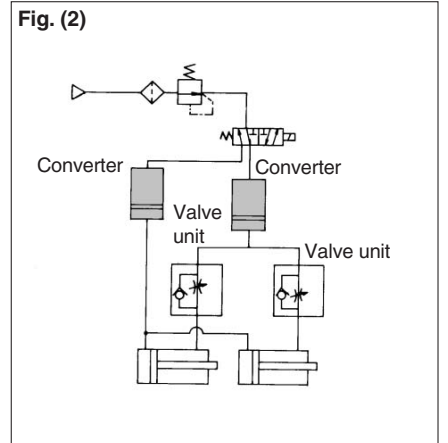 Fig. (2)
Converter
Converter
Valve
unit
Valve unit